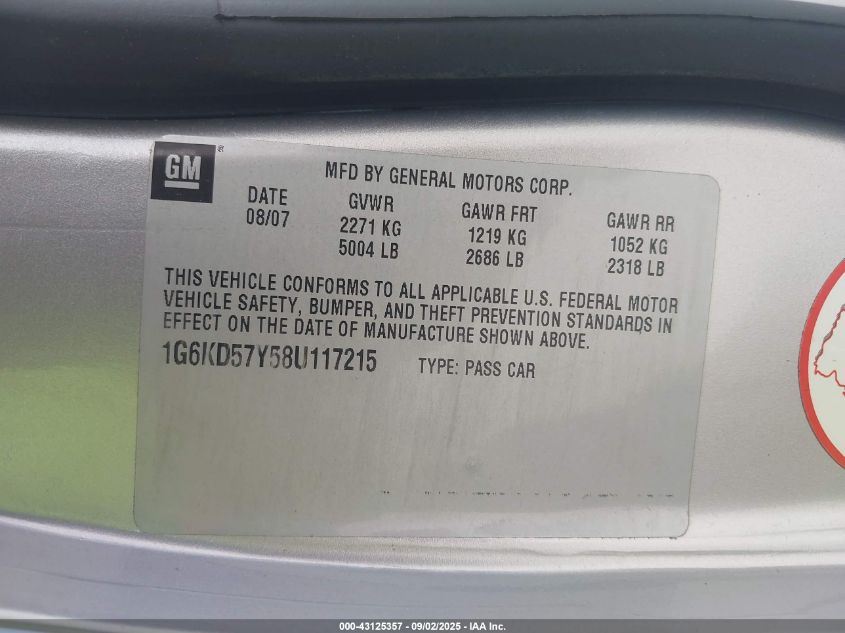 GM
MFD BY GENERAL MOTORS CORP.
DATE GVWR GAWR FRT GAWR RR
08/07 2271 KG 1219 KG 1052 KG
5004 LB 2686 LB 2318 LB
THIS VEHICLE CONFORMS TO ALL APPLICABLE U.S. FEDERAL MOTOR
VEHICLE SAFETY, BUMPER, AND THEFT PREVENTION STANDARDS IN
EFFECT ON THE DATE OF MANUFACTURE SHOWN ABOVE.
1G6KD57Y58U117215 TYPE: PASS CAR
000-43125357 - 09/02/2025 - IAA Inc.